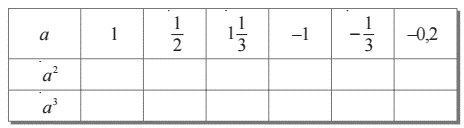 a 1 1/2 1 1/3 –1 –1/3 –0,2
a²
a³